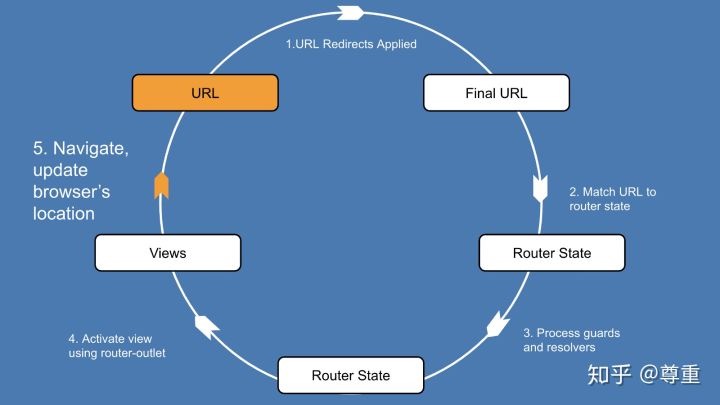 1.URL Redirects Applied
URL
Final URL
5. Navigate,
update
browser's
location
2. Match URL to
router state
Views
Router State
4. Activate view
using router-outlet
3. Process guards
and resolvers
Router State
知乎 @尊重